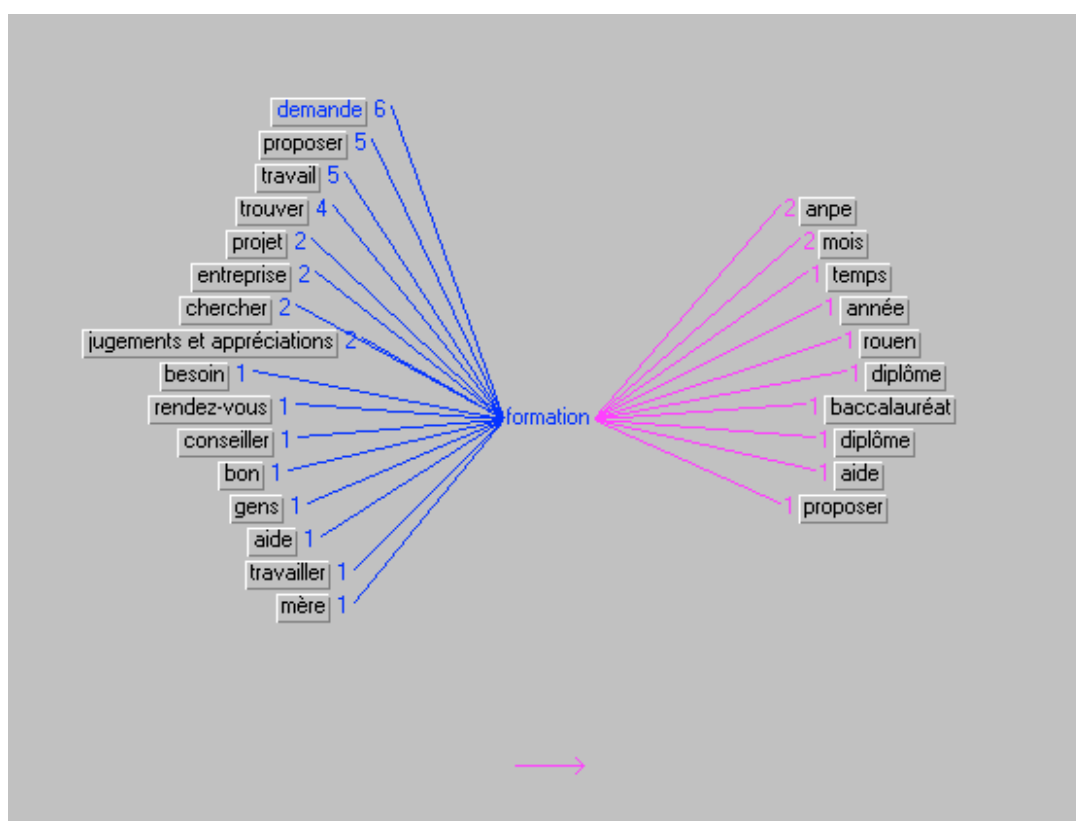 demande 6
proposer 5
travail 5
trouver 4
projet 2
entreprise 2
chercher 2
jugements et appréciations 2
besoin 1
rendez-vous 1
conseiller 1
bon 1
gens 1
aide 1
travailler 1
mère 1
formation
2 anpe
2 mois
1 temps
1 année
1 rouen
1 diplôme
1 baccalauréat
1 diplôme
1 aide
1 proposer